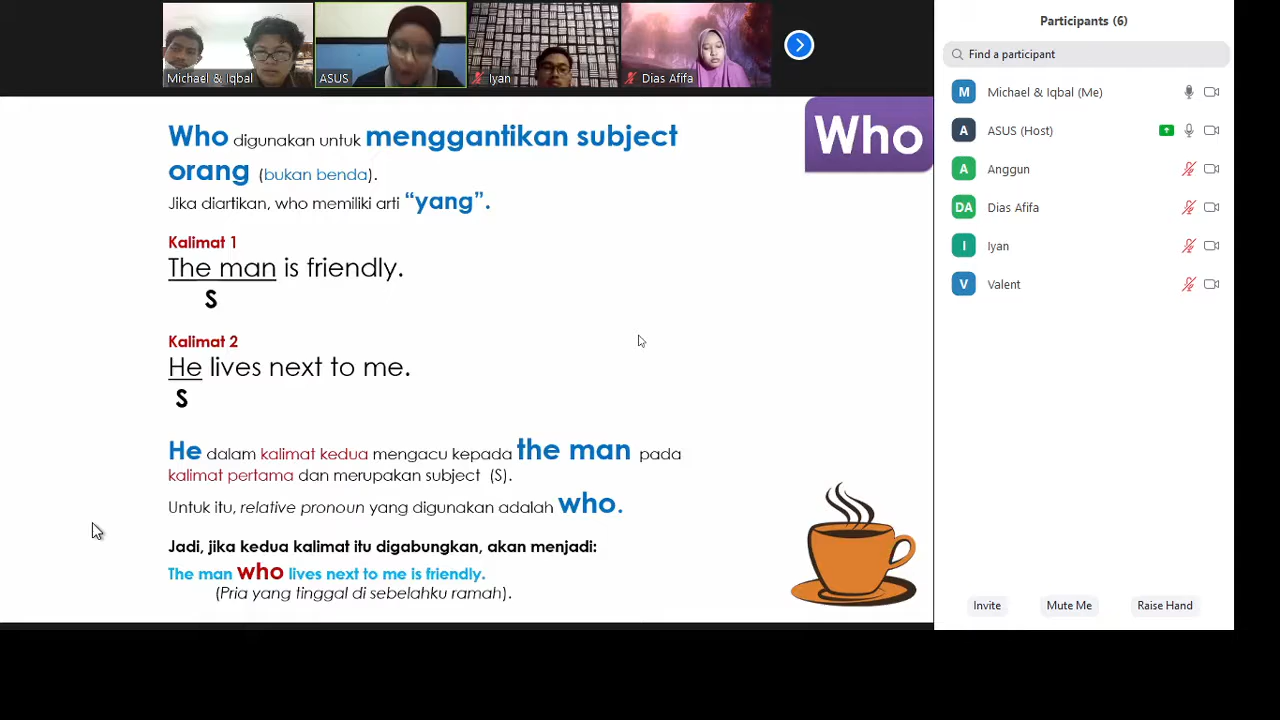 Michael & Iqbal
ASUS
Iyan
Dias Afifa
Who digunakan untuk menggantikan subject
orang (bukan benda).
Jika diartikan, who memiliki arti “yang”.
Who
Kalimat 1
The man is friendly.
S
Kalimat 2
He lives next to me.
S
He dalam kalimat kedua mengacu kepada the man pada
kalimat pertama dan merupakan subject (S).
Untuk itu, relative pronoun yang digunakan adalah who.
Jadi, jika kedua kalimat itu digabungkan, akan menjadi:
The man who lives next to me is friendly.
(Pria yang tinggal di sebelahku ramah).
Participants (6)
Find a participant
M Michael & Iqbal (Me)
A ASUS (Host)
A Anggun
DA Dias Afifa
I Iyan
V Valent
Invite Mute Me Raise Hand